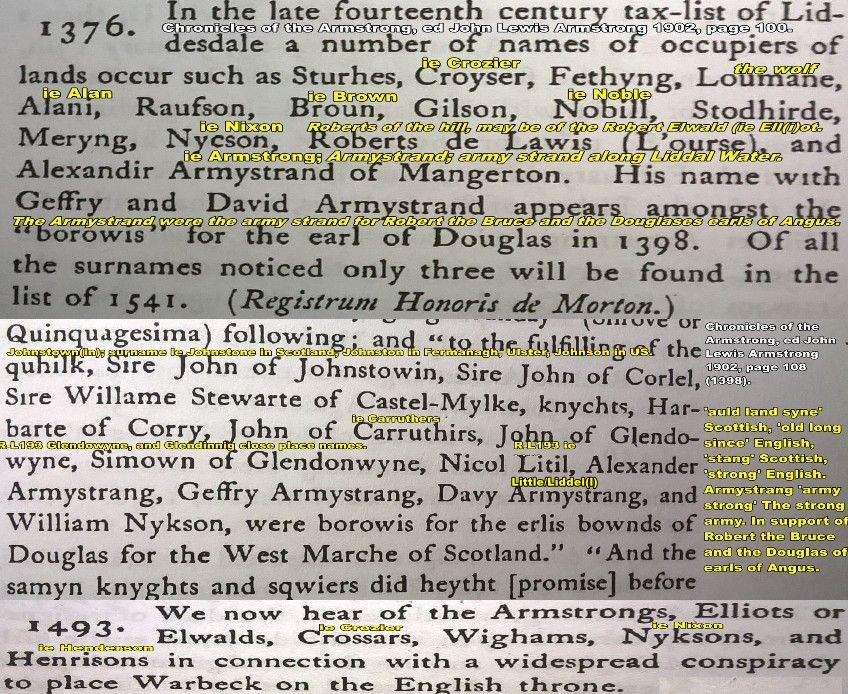 In the late fourteenth century tax-list of Lid-
1376.
Chronicles of the Armstrong, ed John Lewis Armstrong 1902, page 100.
desdale a number of names of occupiers of
ie Crozier
lands occur such as Sturhes, Croyser, Fethyng, Loumane,
the wolf
ie Alan
ie Brown
ie Noble
Alani, Raufson, Broun, Gilson, Nobill, Stodhirde,
ie Nixon
Roberts of the hill, may be of the Robert Elwald (ie Ell(i)ot.
Meryng, Nycson, Roberts de Lawis (L'ourse), and
ie Armstrong; Armystrand; army strand along Liddal Water.
Alexandir Armystrand of Mangerton. His name with
Geffry and David Armystrand appears amongst the
The Armystrand were the army strand for Robert the Bruce and the Douglases earls of Angus.
"borowis" for the earl of Douglas in 1398. Of all
the surnames noticed only three will be found in the
list of 1541. (Registrum Honoris de Morton.)
Quinquagesima) following; and "to the fulfilling of the
Johnstown(in); surname ie Johnstone in Scotland, Johnston in Fermanagh, Ulster, Johnson in US.
quhilk, Sire John of Johnstowin, Sire John of Corlel,
Sire Willame Stewarte of Castel-Mylke, knychts, Har-
ie Carruthers
barte of Corry, John of Carruthirs, John of Glendo-
R-L193 Glendowyne, and Glendinnig close place names.
R-L193 ie
wyne, Simown of Glendonwyne, Nicol Litil, Alexander
Little/Liddel(l)
Armystrang, Geffry Armystrang, Davy Armystrang, and
William Nykson, were borowis for the erlis bownds of
Douglas for the West Marche of Scotland." "And the
samyn knyghts and sqwiers did heytht [promise] before
Chronicles of the
Armstrong, ed John
Lewis Armstrong
1902, page 108
(1398).
'auld land syne'
Scottish, 'old long
since' English,
'stang' Scottish,
'strong' English.
Armystrang 'army
strong' The strong
army. In support of
Robert the Bruce
and the Douglas of
earls of Angus.
We now hear of the Armstrongs, Elliots or
1493.
ie Crozier
ie Nixon
Elwalds, Crossars, Wighams, Nyksons, and
ie Henderson
Henrisons in connection with a widespread conspiracy
to place Warbeck on the English throne.